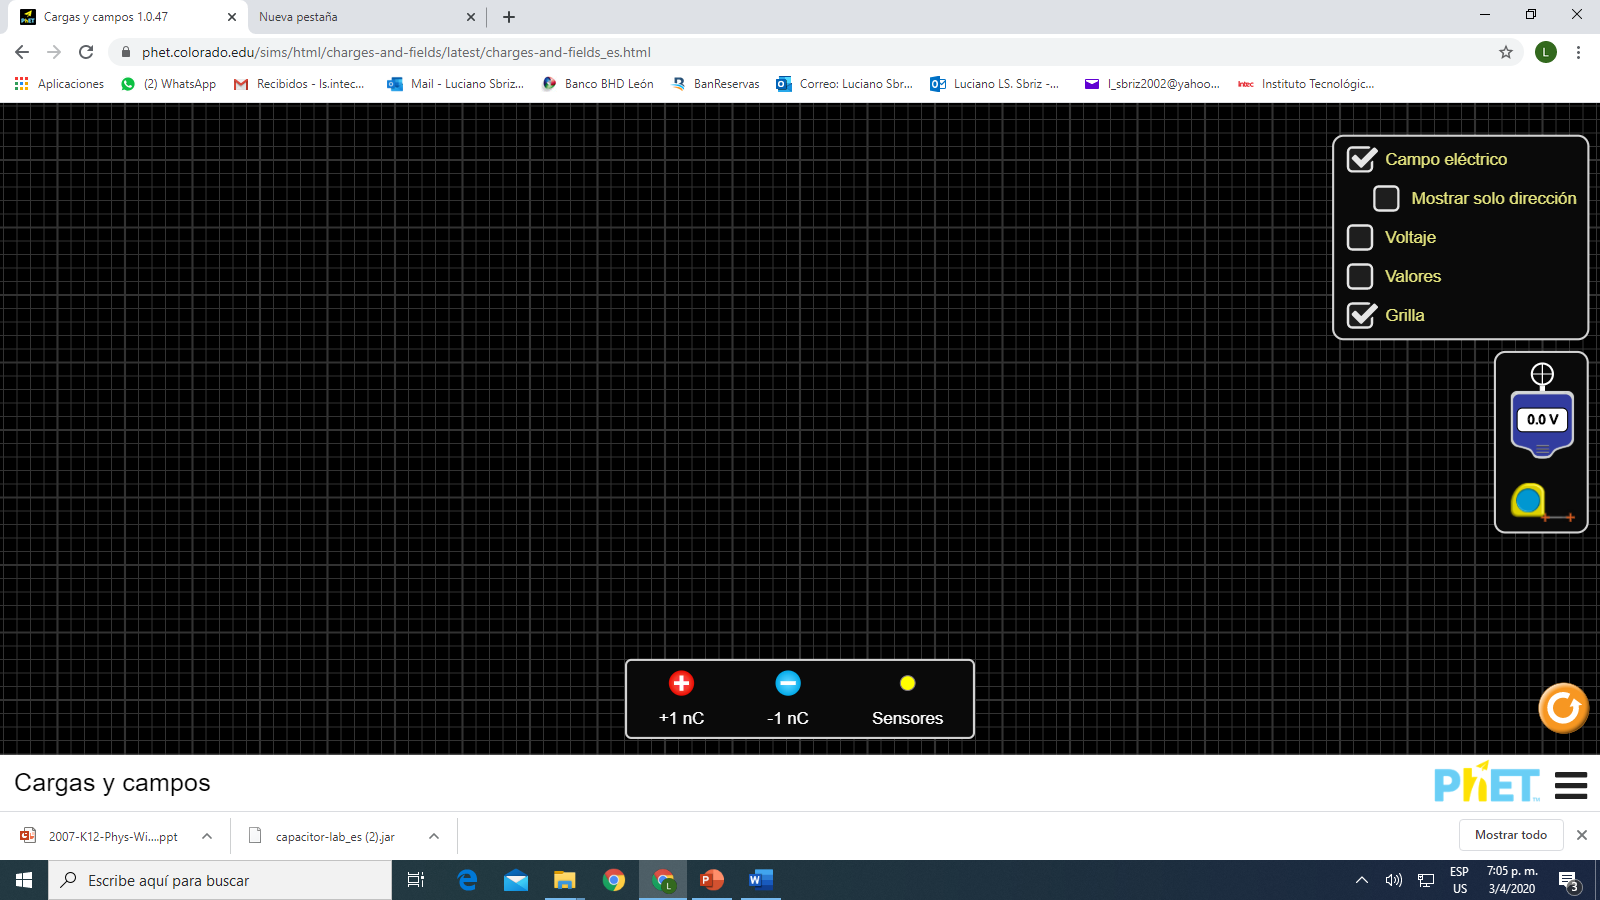 Cargas y campos 1.0.47
Nueva pestaña
phet.colorado.edu/sims/html/charges-and-fields/latest/charges-and-fields_es.html
L
Aplicaciones
(2) WhatsApp
Recibidos - ls.intec...
Mail - Luciano Sbriz...
Banco BHD León
BanReservas
Correo: Luciano Sbr...
Luciano LS. Sbriz -...
l_sbriz2002@yahoo...
Intec
Instituto Tecnológic...
Campo eléctrico
Mostrar solo dirección
Voltaje
Valores
Grilla
0.0 V
+1 nC
-1 nC
Sensores
Cargas y campos
PhET
2007-K12-Phys-Wi....ppt
capacitor-lab_es (2).jar
Mostrar todo
Escribe aquí para buscar
ESP
US
7:05 p. m.
3/4/2020
3